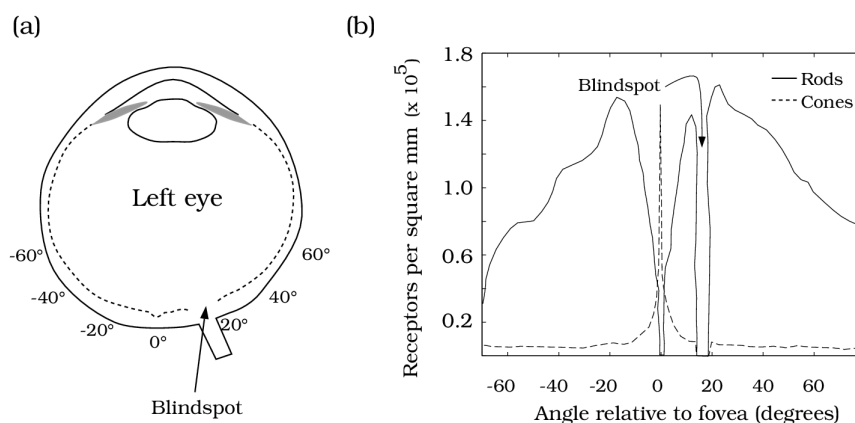 (a)
Left eye
-60°
-40°
-20°
0°
20°
40°
60°
Blindspot
(b)
Receptors per square mm (x 10^5)
1.8
1.4
1.0
0.6
0.2
Blindspot
Rods
Cones
-60 -40 -20 0 20 40 60
Angle relative to fovea (degrees)